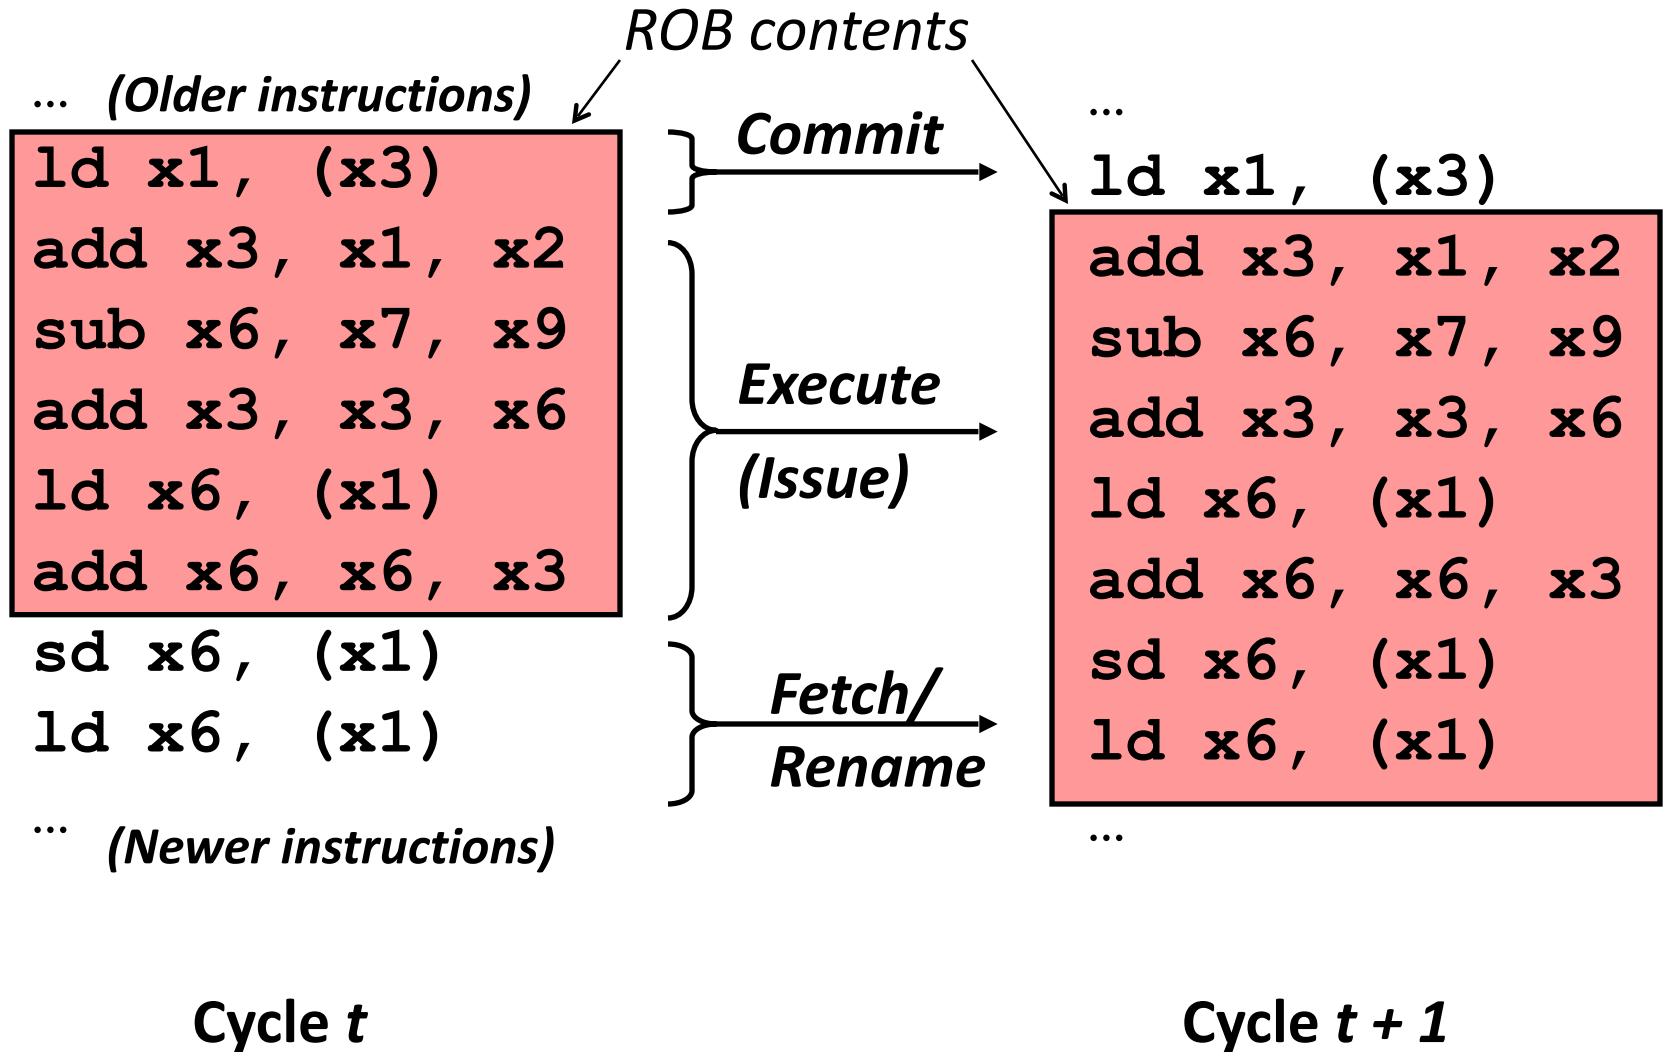 ROB contents
... (Older instructions)
ld x1, (x3)
add x3, x1, x2
sub x6, x7, x9
add x3, x3, x6
ld x6, (x1)
add x6, x6, x3
sd x6, (x1)
ld x6, (x1)
... (Newer instructions)
Cycle t
Commit
Execute
(Issue)
Fetch/
Rename
...
ld x1, (x3)
add x3, x1, x2
sub x6, x7, x9
add x3, x3, x6
ld x6, (x1)
add x6, x6, x3
sd x6, (x1)
ld x6, (x1)
...
Cycle t + 1